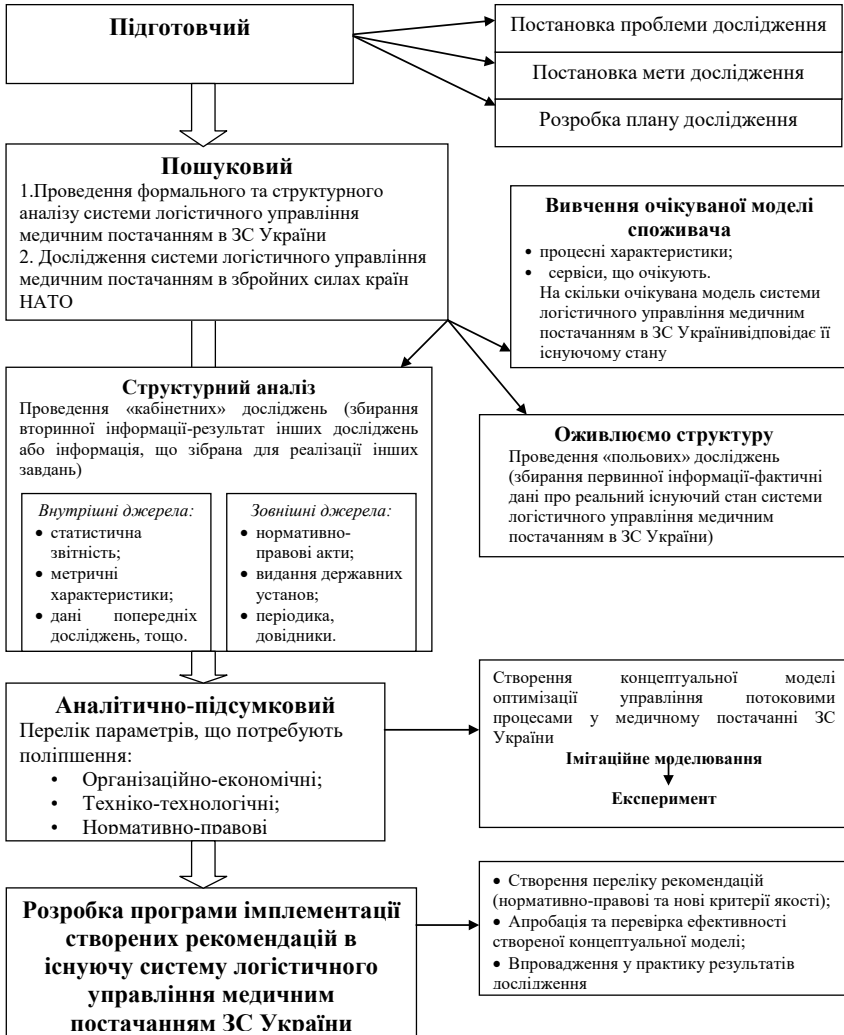 Підготовчий
Постановка проблеми дослідження
Постановка мети дослідження
Розробка плану дослідження
Пошуковий
1.Проведення формального та структурного
аналізу системи логістичного управління
медичним постачанням в ЗС України
2. Дослідження системи логістичного управління
медичним постачанням в збройних силах країн
НАТО
Вивчення очікуваної моделі
споживача
• процесні характеристики;
• сервіси, що очікують.
На скільки очікувана модель системи
логістичного управління медичним
постачанням в ЗС Українивідповідає її
існуючому стану
Структурний аналіз
Проведення «кабінетних» досліджень (збирання
вторинної інформації-результат інших досліджень
або інформація, що зібрана для реалізації інших
завдань)
Внутрішні джерела:
• статистична
звітність;
• метричні
характеристики;
• дані попередніх
досліджень, тощо.
Зовнішні джерела:
• нормативно-
правові акти;
• видання державних
установ;
• періодика,
довідники.
Оживлюємо структуру
Проведення «польових» досліджень
(збирання первинної інформації-фактичні
дані про реальний існуючий стан системи
логістичного управління медичним
постачанням в ЗС України)
Аналітично-підсумковий
Перелік параметрів, що потребують
поліпшення:
• Організаційно-економічні;
• Техніко-технологічні;
• Нормативно-правові
Створення концептуальної моделі
оптимізації управління потоковими
процесами у медичному постачанні ЗС
України
Імітаційне моделювання
Експеримент
Розробка програми імплементації
створених рекомендацій в
існуючу систему логістичного
управління медичним
постачанням ЗС України
• Створення переліку рекомендацій
(нормативно-правові та нові критерії якості);
• Апробація та перевірка ефективності
створеної концептуальної моделі;
• Впровадження у практику результатів
дослідження